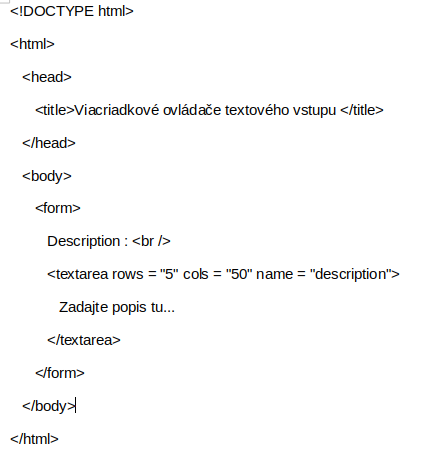 <!DOCTYPE html>
<html>
<head>
<title>Viacriadkové ovládače textového vstupu </title>
</head>
<body>
<form>
Description : <br />
<textarea rows = "5" cols = "50" name = "description">
Zadajte popis tu...
</textarea>
</form>
</body>
</html>